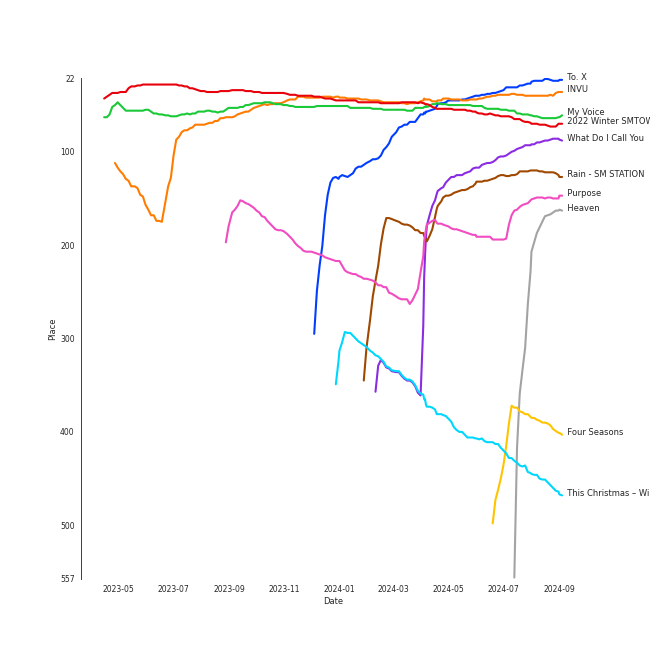 22
100
200
300
400
500
557
Place
2023-05
2023-07
2023-09
2023-11
2024-01
2024-03
2024-05
2024-07
2024-09
Date
To. X
INVU
My Voice
2022 Winter SMTOW
What Do I Call You
Rain - SM STATION
Purpose
Heaven
Four Seasons
This Christmas – Wi